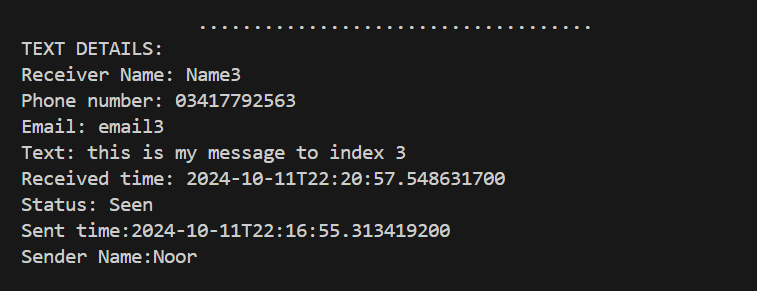 ....................................
TEXT DETAILS:
Receiver Name: Name3
Phone number: 03417792563
Email: email3
Text: this is my message to index 3
Received time: 2024-10-11T22:20:57.548631700
Status: Seen
Sent time:2024-10-11T22:16:55.313419200
Sender Name:Noor